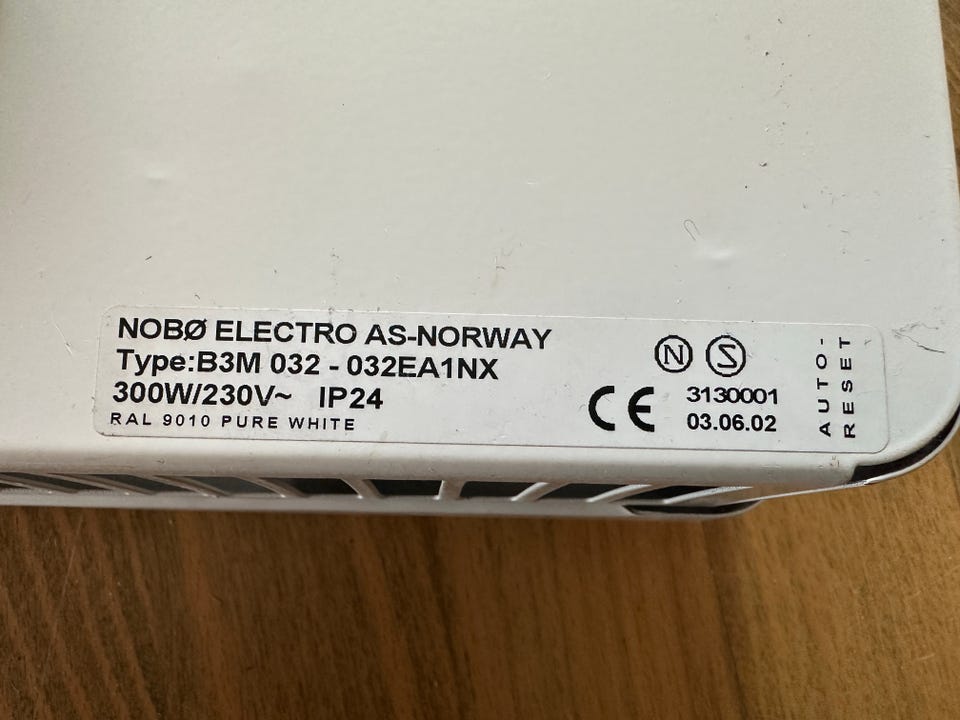 NOBØ ELECTRO AS-NORWAY
Type:B3M 032 - 032EA1NX
300W/230V~ IP24
RAL 9010 PURE WHITE
N S
CE
3130001
03.06.02
AUTO-
RESET